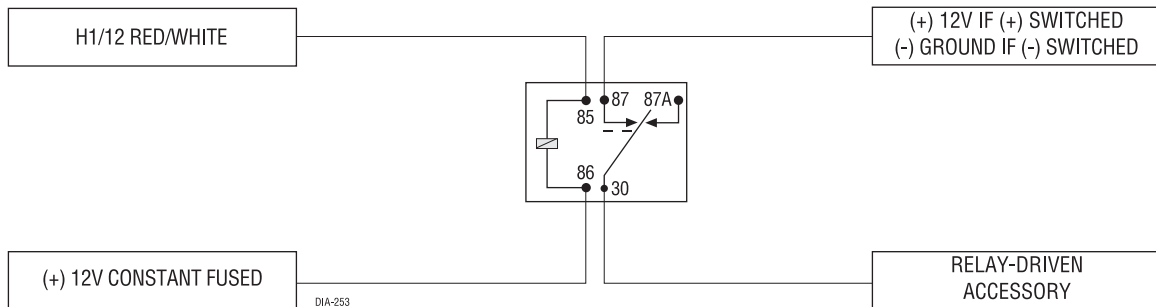 H1/12 RED/WHITE
(+) 12V IF (+) SWITCHED
(-) GROUND IF (-) SWITCHED
87
87A
85
86
30
(+) 12V CONSTANT FUSED
RELAY-DRIVEN
ACCESSORY
DIA-253